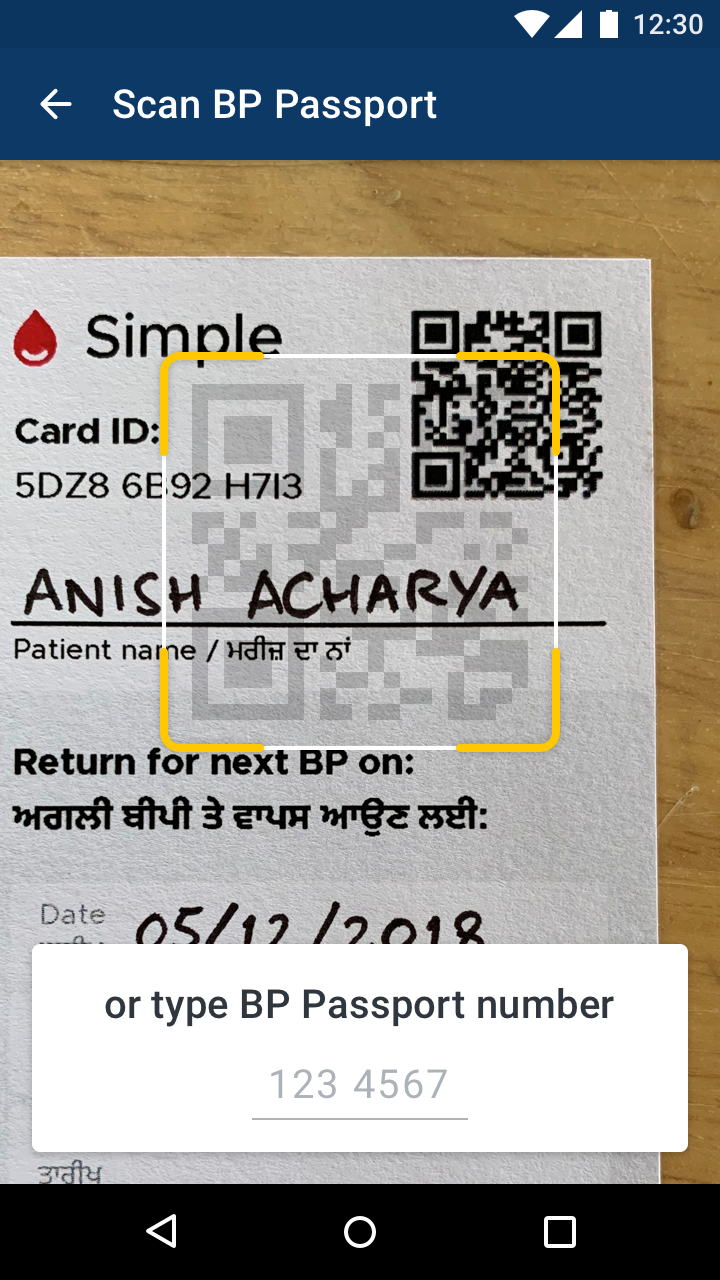 12:30
Scan BP Passport
Simple
Card ID:
5DZ8 6B92 H7I3
ANISH ACHARYA
Patient name / ਮਰੀਜ਼ ਦਾ ਨਾਂ
Return for next BP on:
ਅਗਲੀ ਬੀਪੀ ਤੇ ਵਾਪਸ ਆਉਣ ਲਈ:
Date 05/12/2018
or type BP Passport number
123 4567
ਤਾਰੀਖ